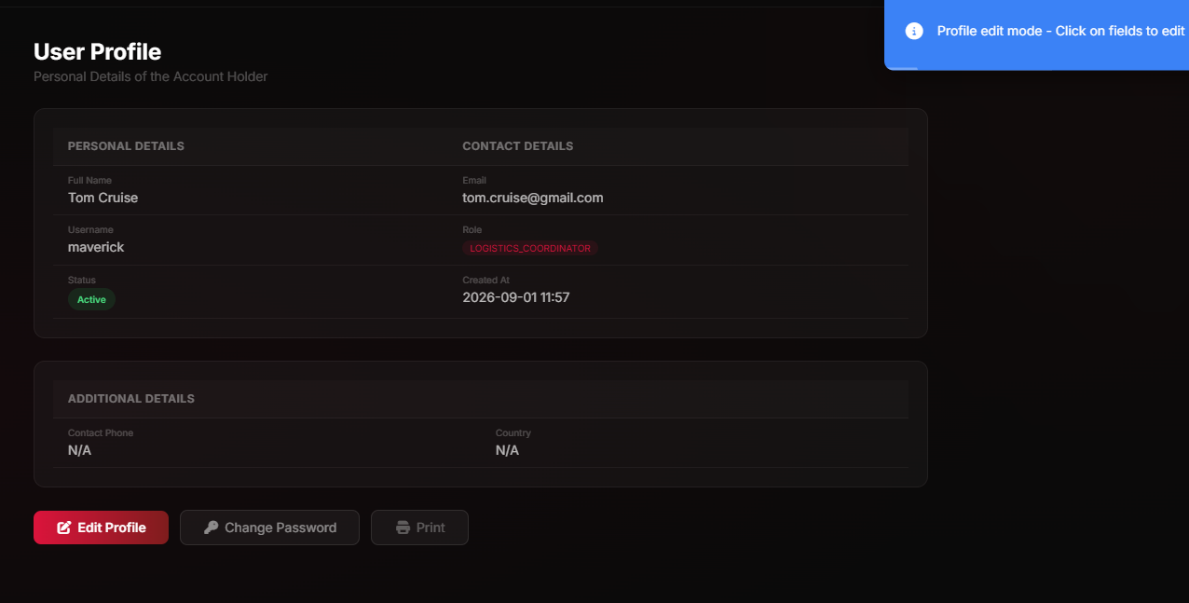 Profile edit mode - Click on fields to edit
User Profile
Personal Details of the Account Holder
PERSONAL DETAILS
CONTACT DETAILS
Full Name
Tom Cruise
Email
tom.cruise@gmail.com
Username
maverick
Role
LOGISTICS_COORDINATOR
Status
Active
Created At
2026-09-01 11:57
ADDITIONAL DETAILS
Contact Phone
N/A
Country
N/A
Edit Profile
Change Password
Print